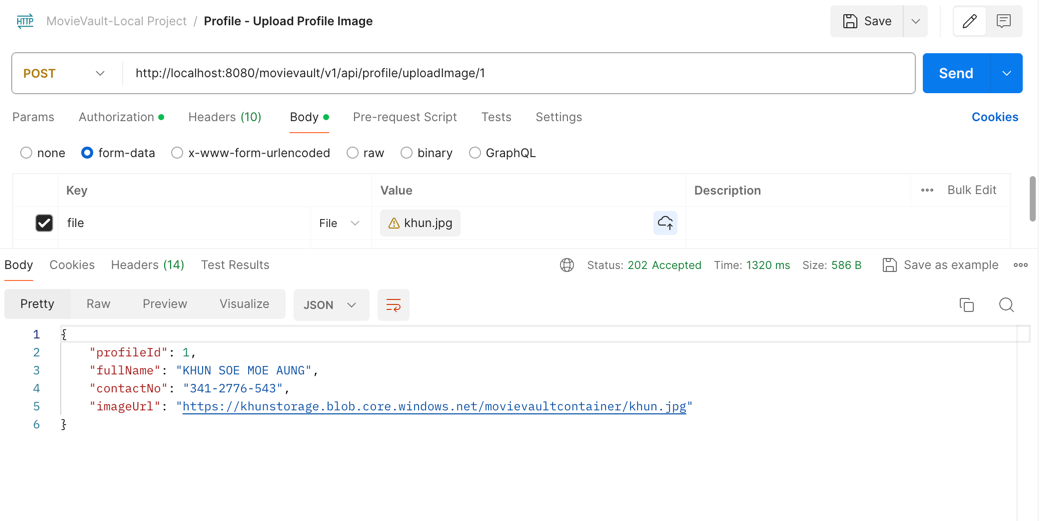 HTTP MovieVault-Local Project / Profile - Upload Profile Image Save
POST http://localhost:8080/movievault/v1/api/profile/uploadImage/1 Send
Params Authorization Headers (10) Body Pre-request Script Tests Settings Cookies
none form-data x-www-form-urlencoded raw binary GraphQL
Key Value Description ••• Bulk Edit
file File khun.jpg
Body Cookies Headers (14) Test Results Status: 202 Accepted Time: 1320 ms Size: 586 B Save as example
Pretty Raw Preview Visualize JSON
1 {
2 "profileId": 1,
3 "fullName": "KHUN SOE MOE AUNG",
4 "contactNo": "341-2776-543",
5 "imageUrl": "https://khunstorage.blob.core.windows.net/movievaultcontainer/khun.jpg"
6 }